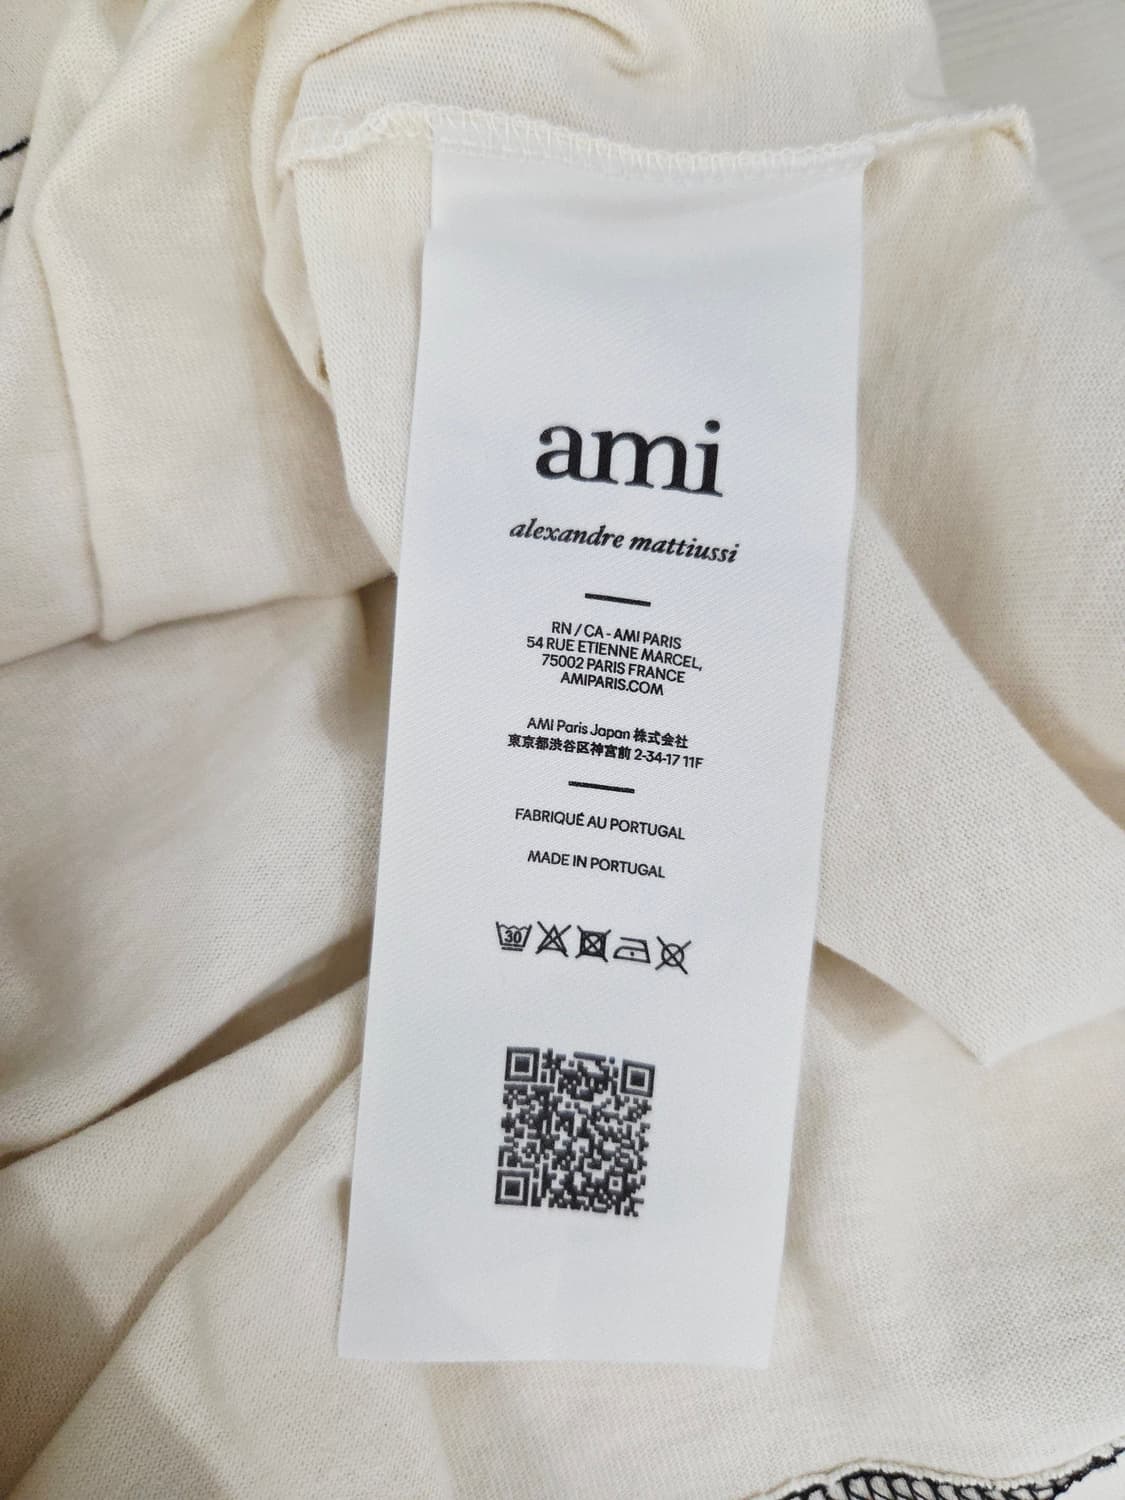 ami
alexandre mattiussi
RN / CA - AMI PARIS
54 RUE ETIENNE MARCEL,
75002 PARIS FRANCE
AMIPARIS.COM
AMI Paris Japan 株式会社
東京都渋谷区神宮前 2-34-17 11F
FABRIQUÉ AU PORTUGAL
MADE IN PORTUGAL
30